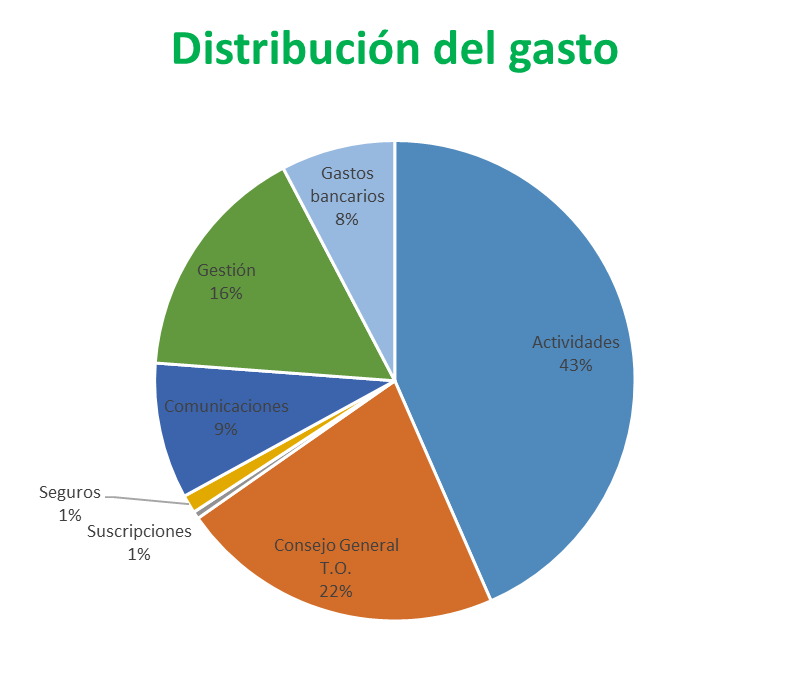 Distribución del gasto
Gastos
bancarios
8%
Gestión
16%
Actividades
43%
Comunicaciones
9%
Seguros
1%
Suscripciones
1%
Consejo General
T.O.
22%